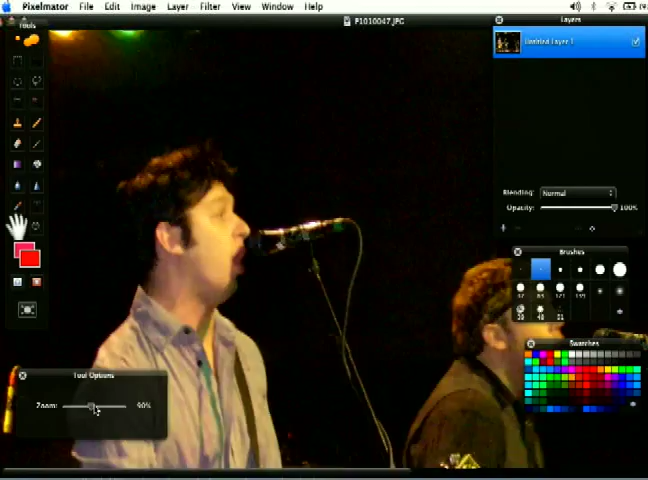 Pixelmator File Edit Image Layer Filter View Window Help
P1010047.JPG
Tools
Layers
Untitled Layer 1
Blending: Normal
Opacity: 100%
Brushes
Swatches
Tool Options
Zoom: 90%